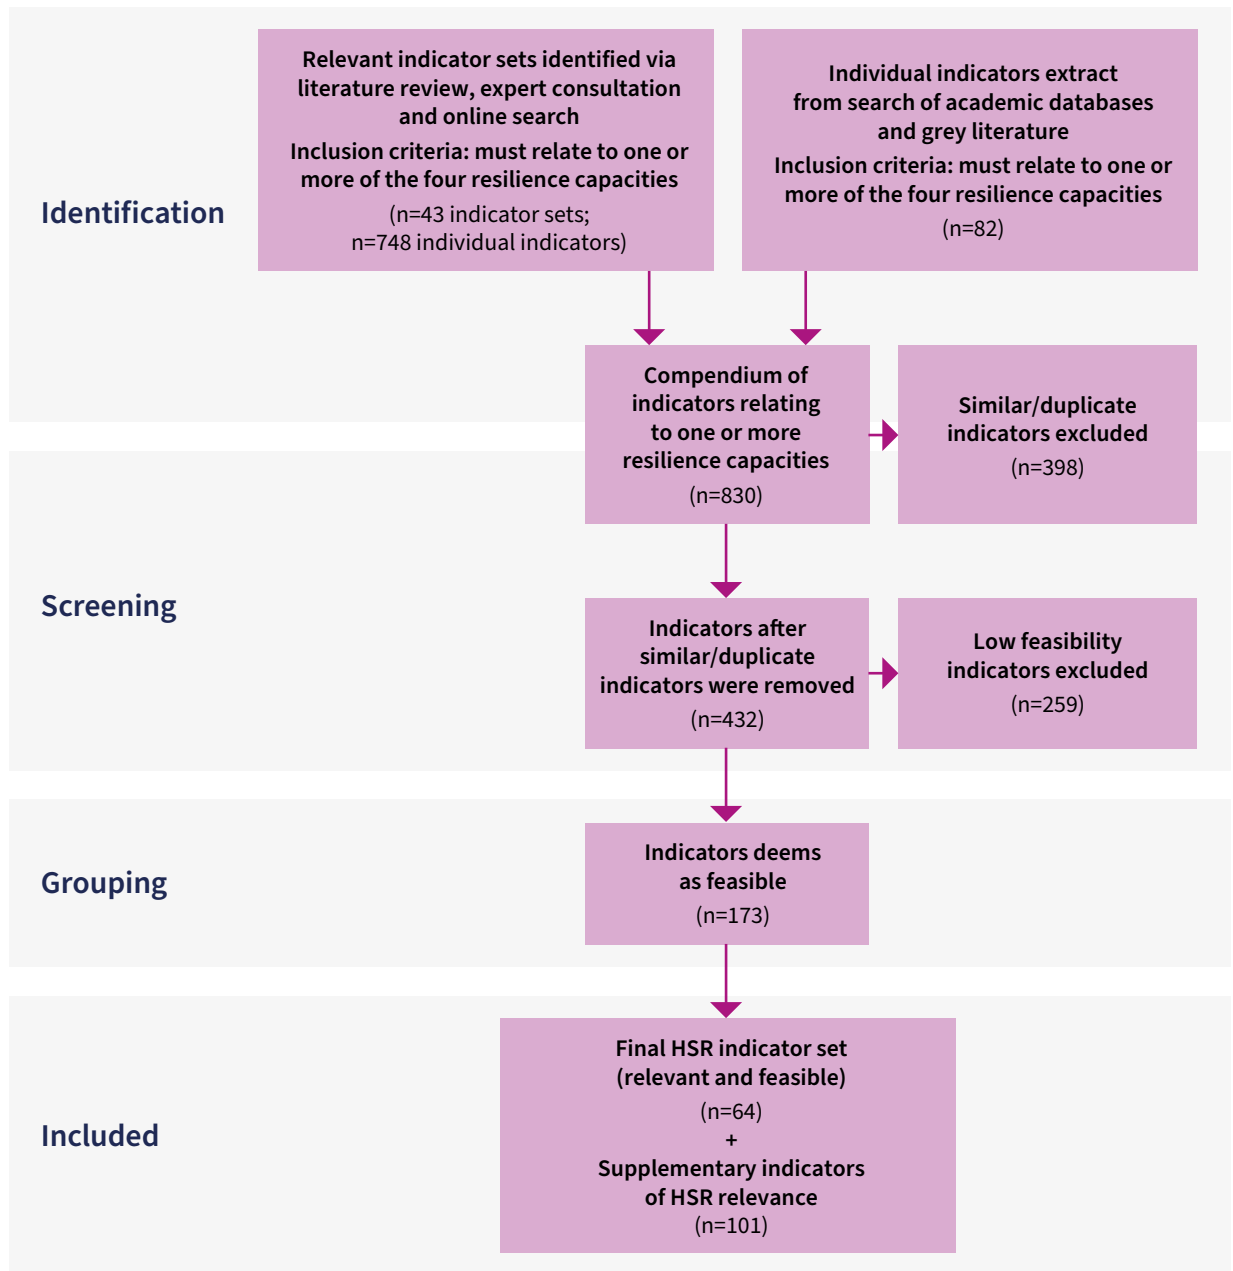 Identification
Relevant indicator sets identified via
literature review, expert consultation
and online search
Inclusion criteria: must relate to one or
more of the four resilience capacities
(n=43 indicator sets;
n=748 individual indicators)
Individual indicators extract
from search of academic databases
and grey literature
Inclusion criteria: must relate to one or
more of the four resilience capacities
(n=82)
Compendium of
indicators relating
to one or more
resilience capacities
(n=830)
Similar/duplicate
indicators excluded
(n=398)
Screening
Indicators after
similar/duplicate
indicators were removed
(n=432)
Low feasibility
indicators excluded
(n=259)
Grouping
Indicators deems
as feasible
(n=173)
Included
Final HSR indicator set
(relevant and feasible)
(n=64)
+
Supplementary indicators
of HSR relevance
(n=101)